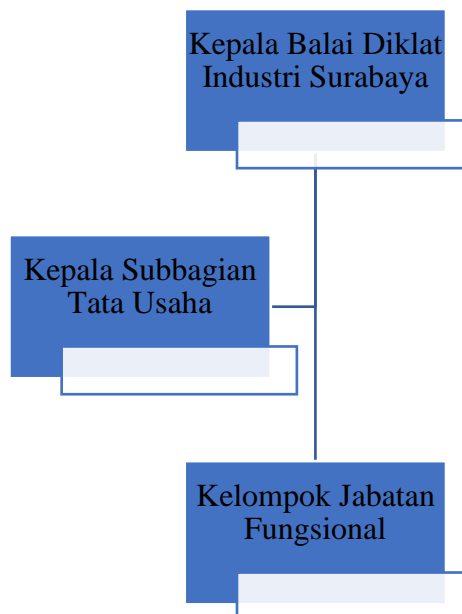 Kepala Balai Diklat
Industri Surabaya
Kepala Subbagian
Tata Usaha
Kelompok Jabatan
Fungsional